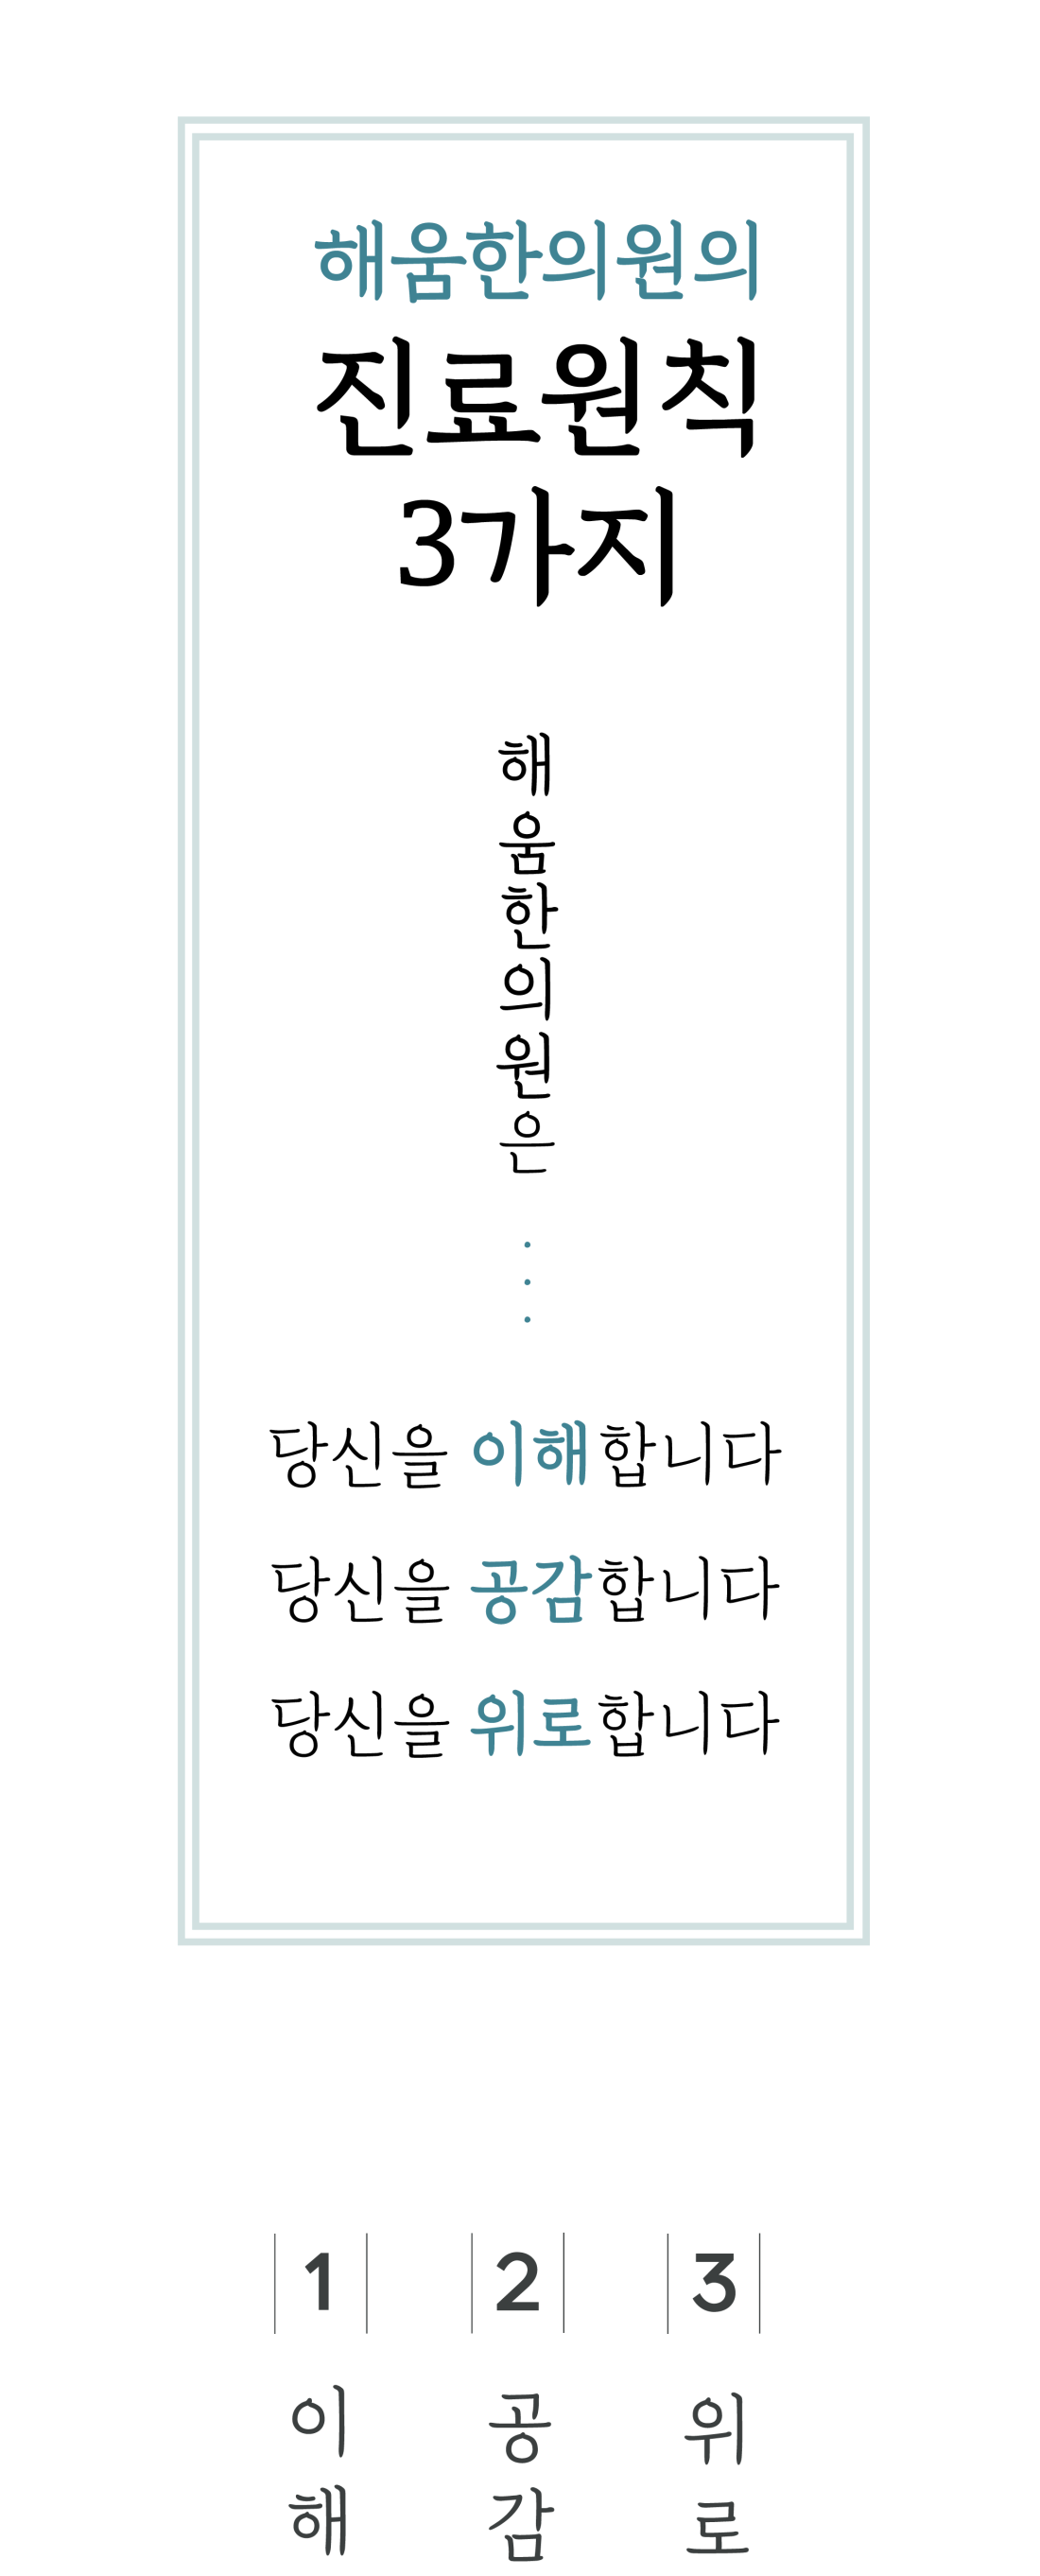 해움한의원의
진료원칙
3가지
해움한의원은
···
당신을 이해합니다
당신을 공감합니다
당신을 위로합니다
1 2 3
이해 공감 위로